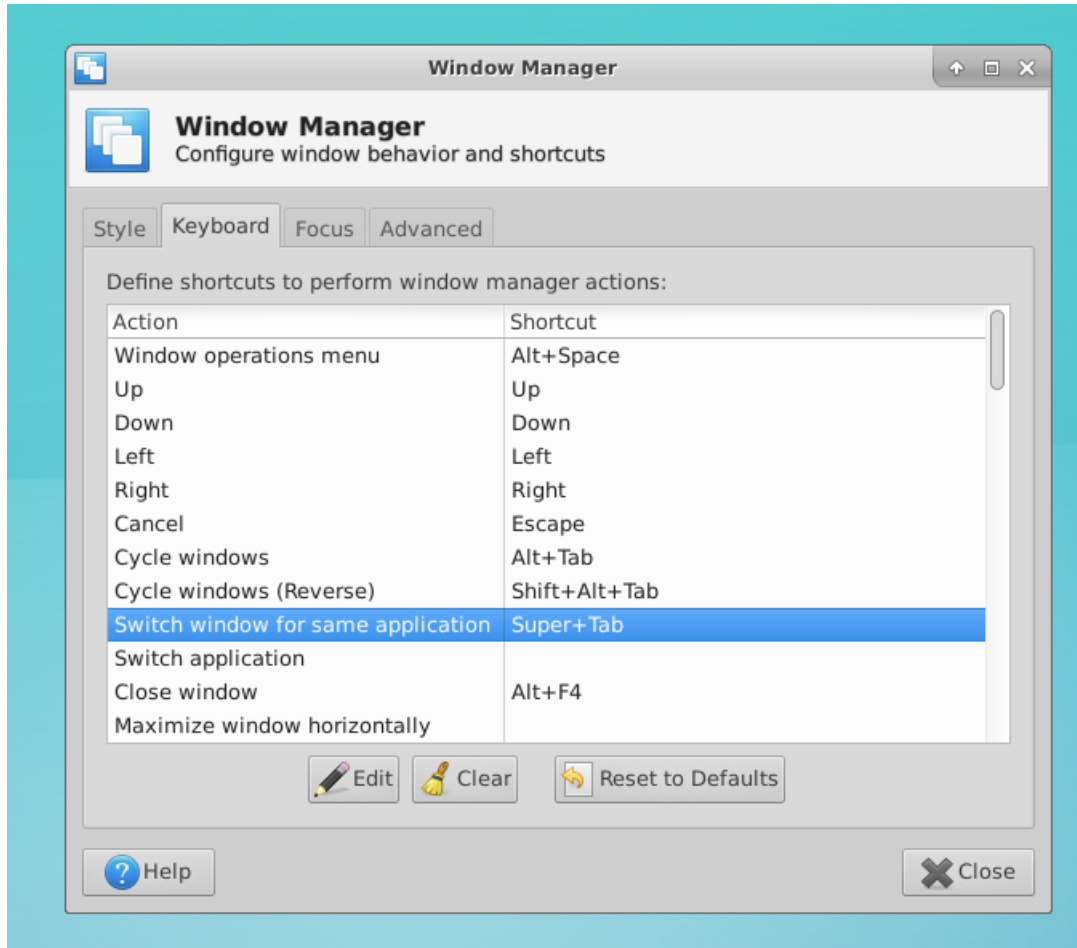 Window Manager
Window Manager
Configure window behavior and shortcuts
Style Keyboard Focus Advanced
Define shortcuts to perform window manager actions:
Action Shortcut
Window operations menu Alt+Space
Up Up
Down Down
Left Left
Right Right
Cancel Escape
Cycle windows Alt+Tab
Cycle windows (Reverse) Shift+Alt+Tab
Switch window for same application Super+Tab
Switch application
Close window Alt+F4
Maximize window horizontally
Edit Clear Reset to Defaults
Help Close